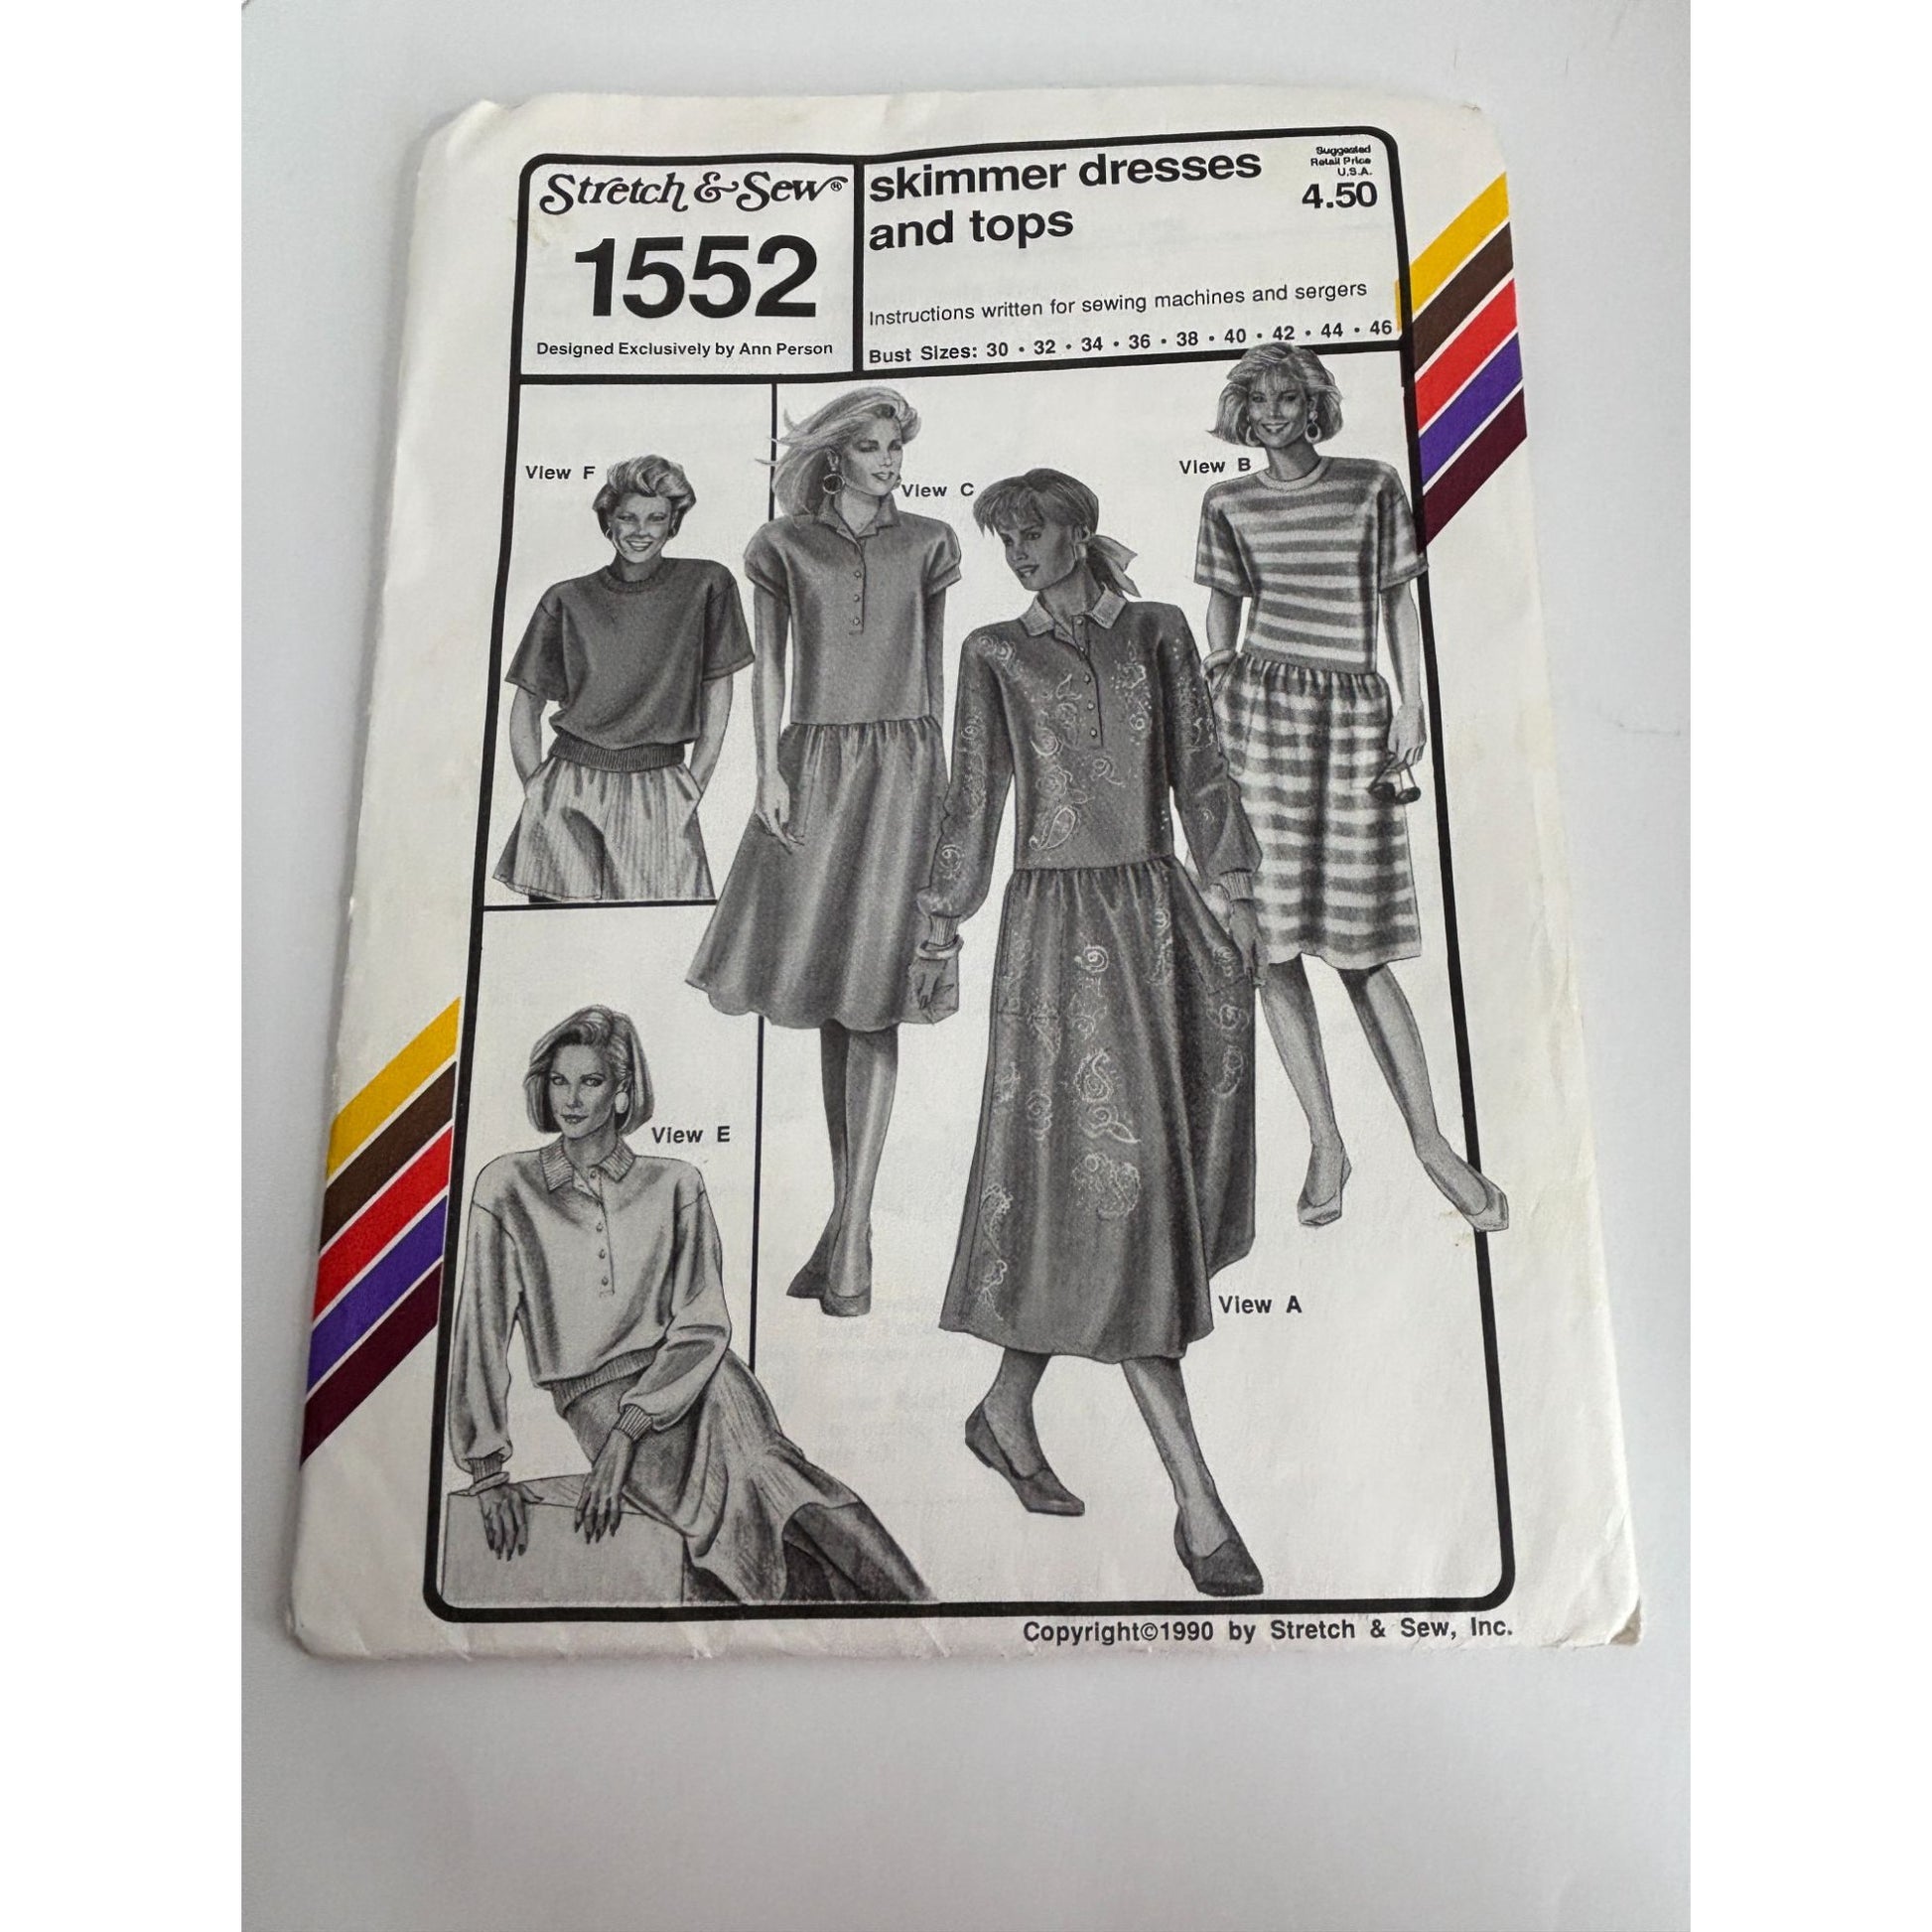 Stretch & Sew®
1552
Designed Exclusively by Ann Person
skimmer dresses
and tops
Suggested
Retail Price
U.S.A.
4.50
Instructions written for sewing machines and sergers
Bust Sizes: 30 • 32 • 34 • 36 • 38 • 40 • 42 • 44 • 46
View F
View C
View B
View E
View A
Copyright©1990 by Stretch & Sew, Inc.